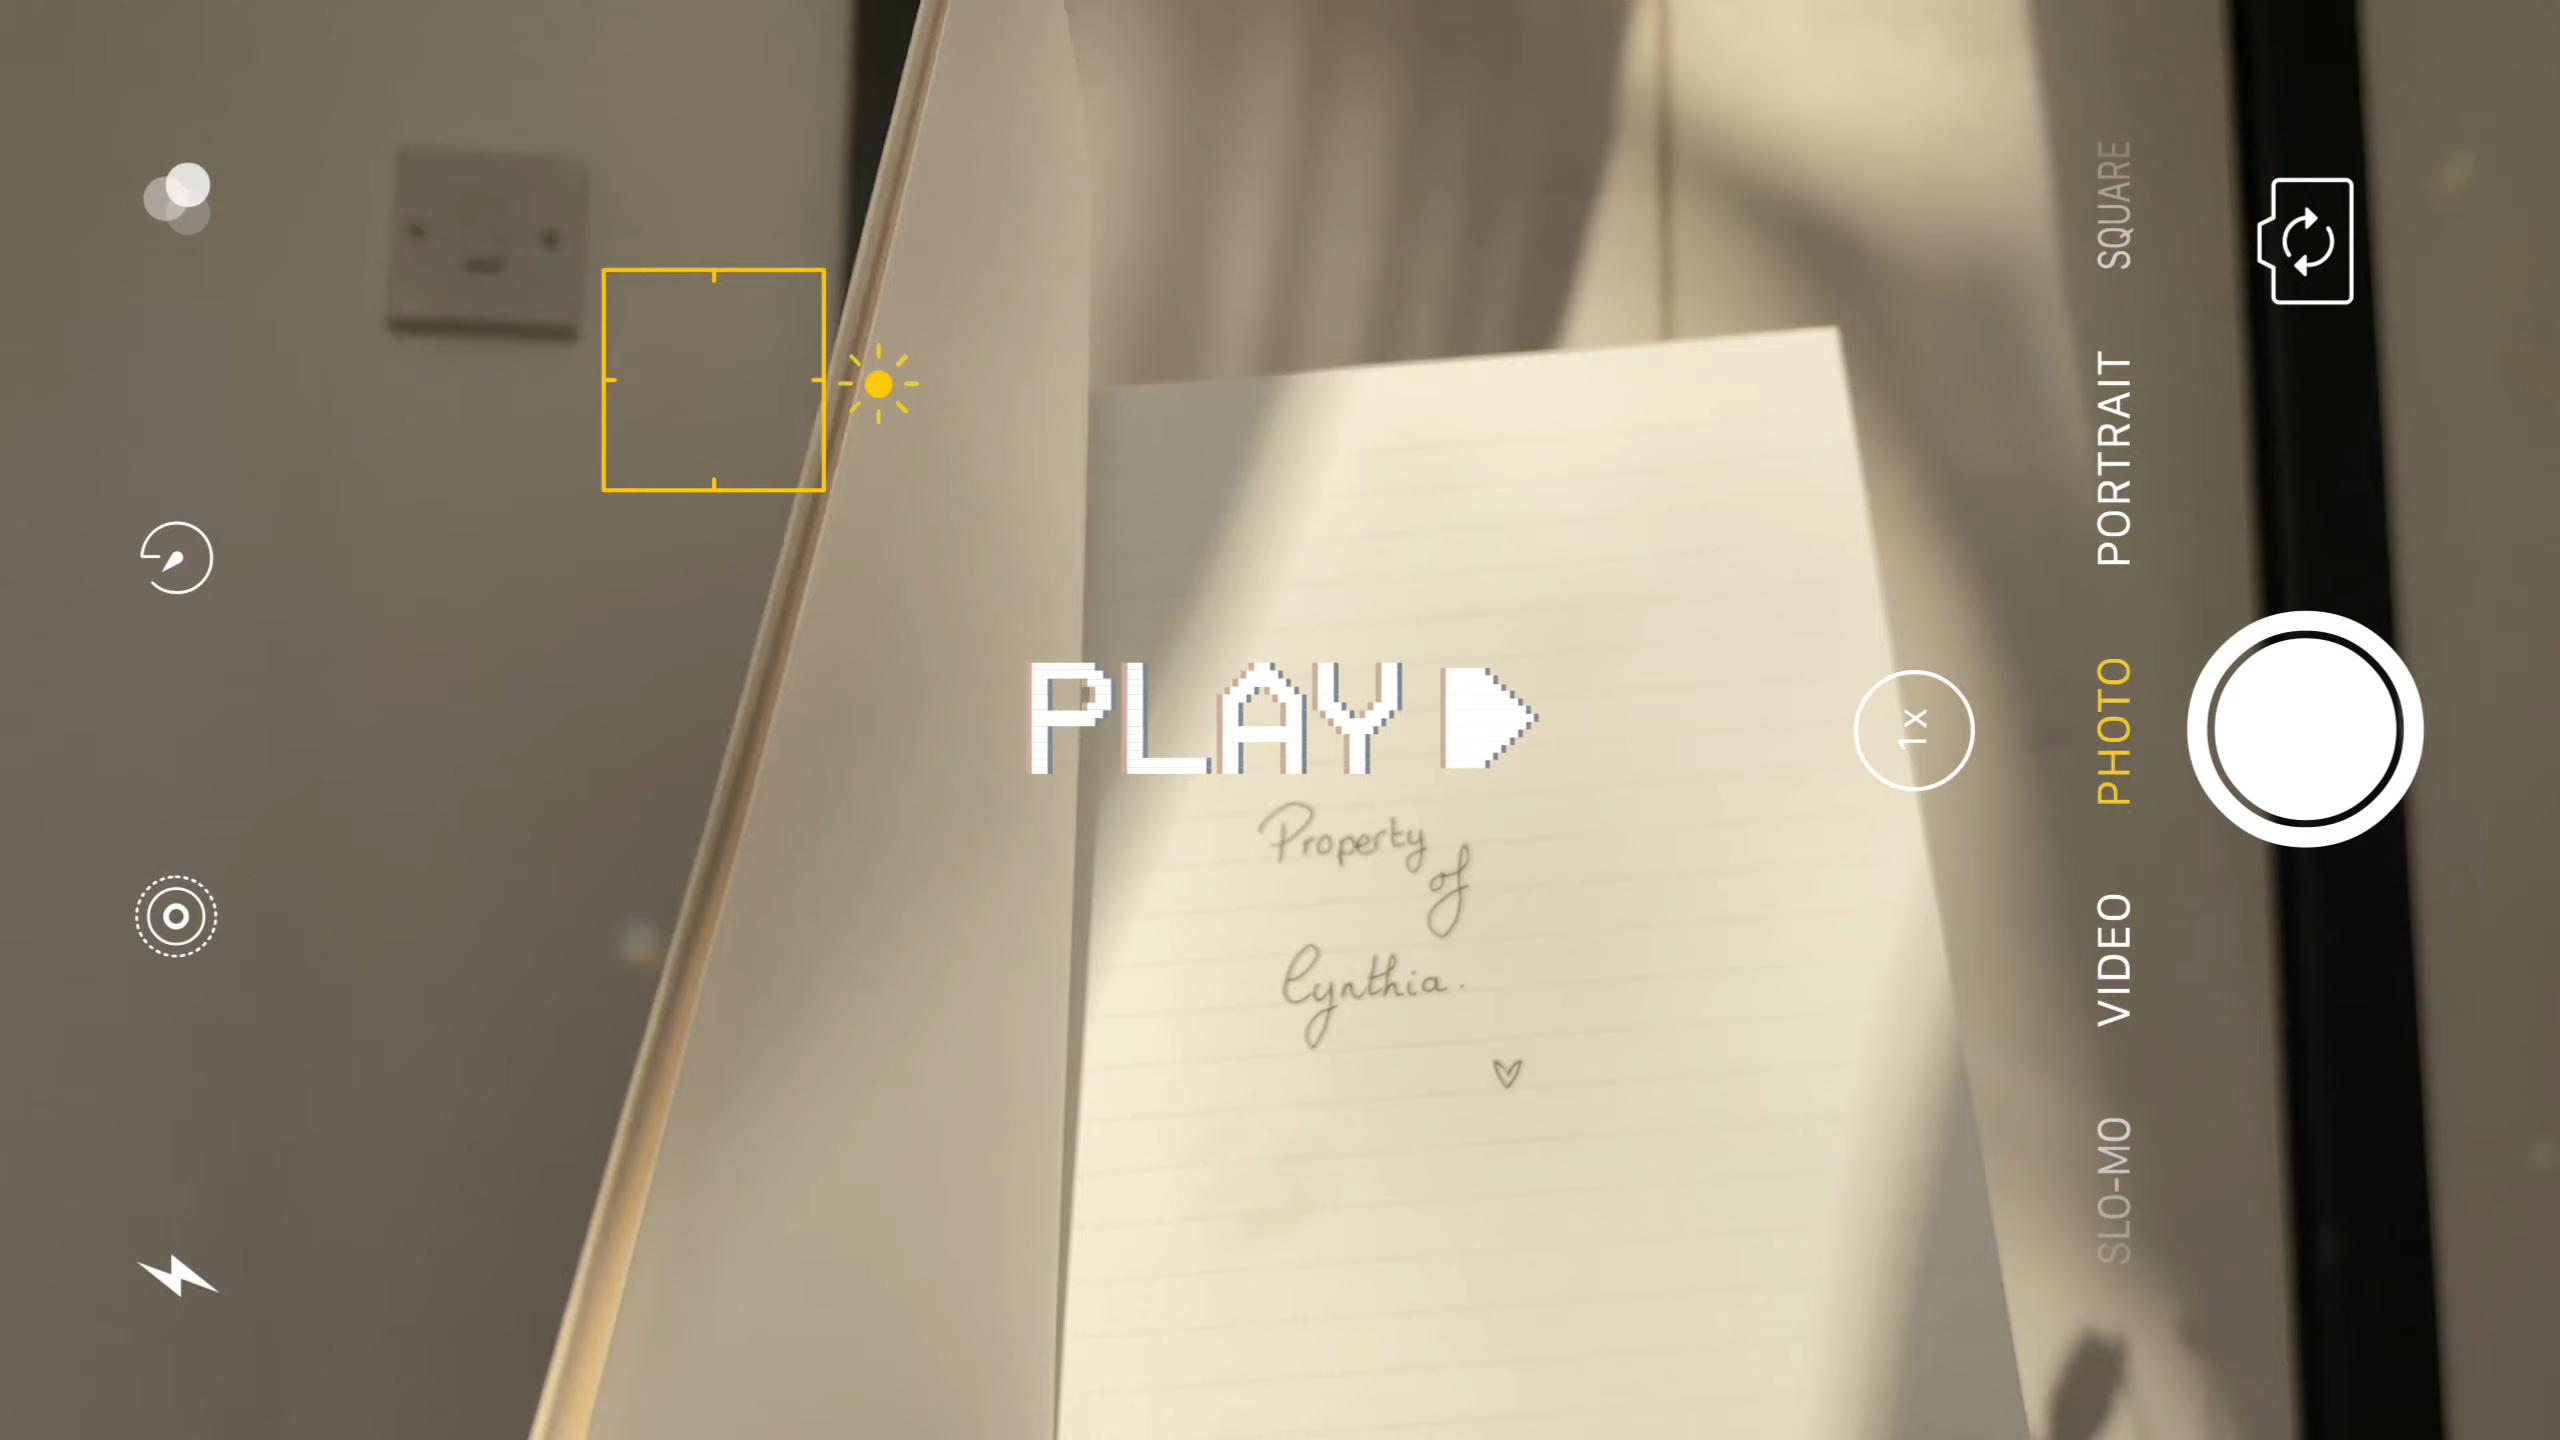 PLAY
Property
of
Cynthia.
1x
SQUARE
PORTRAIT
PHOTO
VIDEO
SLO-MO